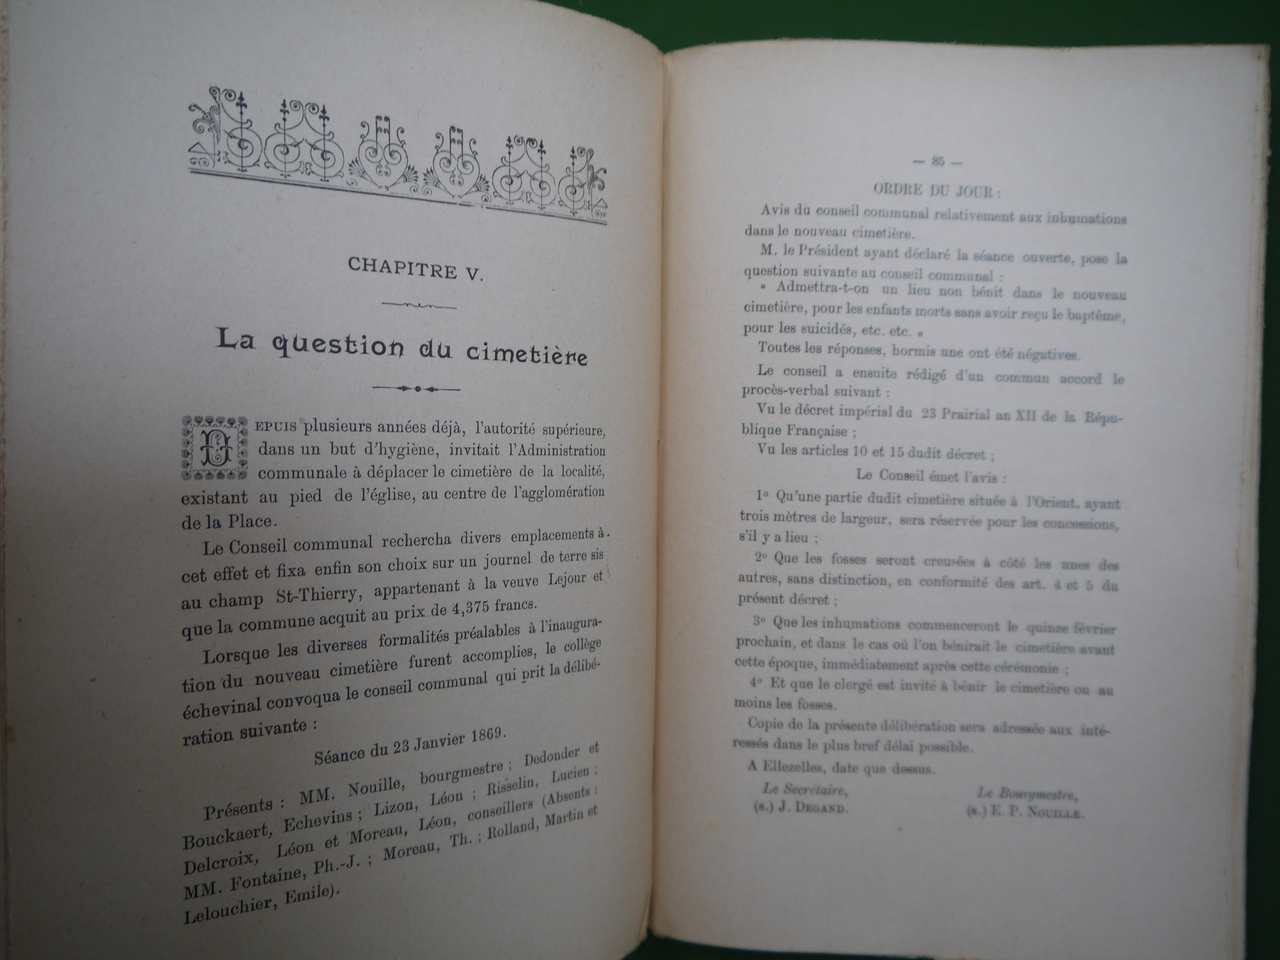 CHAPITRE V.
La question du cimetière
DEPUIS plusieurs années déjà, l'autorité supérieure,
dans un but d'hygiène, invitait l'Administration
communale à déplacer le cimetière de la localité,
existant au pied de l'église, au centre de l'agglomération
de la Place.
Le Conseil communal rechercha divers emplacements à
cet effet et fixa enfin son choix sur un journal de terre sis
au champ St-Thierry, appartenant à la veuve Lejour et
que la commune acquit au prix de 4,375 francs.
Lorsque les diverses formalités préalables à l'inaugura-
tion du nouveau cimetière furent accomplies, le collège
échevinal convoqua le conseil communal qui prit la délibé-
ration suivante :
Séance du 23 Janvier 1869.
Présents : MM. Nouille, bourgmestre ; Dedonder et
Bouckaert, Echevins ; Lizon, Léon ; Risselin, Lucien ;
Delcroix, Léon et Moreau, Léon, conseillers (Absents :
MM. Fontaine, Ph.-J. ; Moreau, Th. ; Rolland, Martin et
Lelouchier, Emile).
— 85 —
ORDRE DU JOUR :
Avis du conseil communal relativement aux inhumations
dans le nouveau cimetière.
M. le Président ayant déclaré la séance ouverte, pose la
question suivante au conseil communal :
« Admettra-t-on un lieu non bénit dans le nouveau
cimetière, pour les enfants morts sans avoir reçu le baptême,
pour les suicidés, etc. etc. »
Toutes les réponses, hormis une ont été négatives.
Le conseil a ensuite rédigé d'un commun accord le
procès-verbal suivant :
Vu le décret impérial du 23 Prairial an XII de la Répu-
blique Française ;
Vu les articles 10 et 15 dudit décret ;
Le Conseil émet l'avis :
1º Qu'une partie dudit cimetière située à l'Orient, ayant
trois mètres de largeur, sera réservée pour les concessions,
s'il y a lieu ;
2º Que les fosses seront creusées à côté les unes des
autres, sans distinction, en conformité des art. 4 et 5 du
présent décret ;
3º Que les inhumations commenceront le quinze février
prochain, et dans le cas où l'on bénirait le cimetière avant
cette époque, immédiatement après cette cérémonie ;
4º Et que le clergé est invité à bénir le cimetière ou au
moins les fosses.
Copie de la présente délibération sera adressée aux inté-
ressés dans le plus bref délai possible.
A Ellezelles, date que dessus.
Le Secrétaire,
(s.) J. DEGAND.
Le Bourgmestre,
(s.) E. P. NOUILLE.